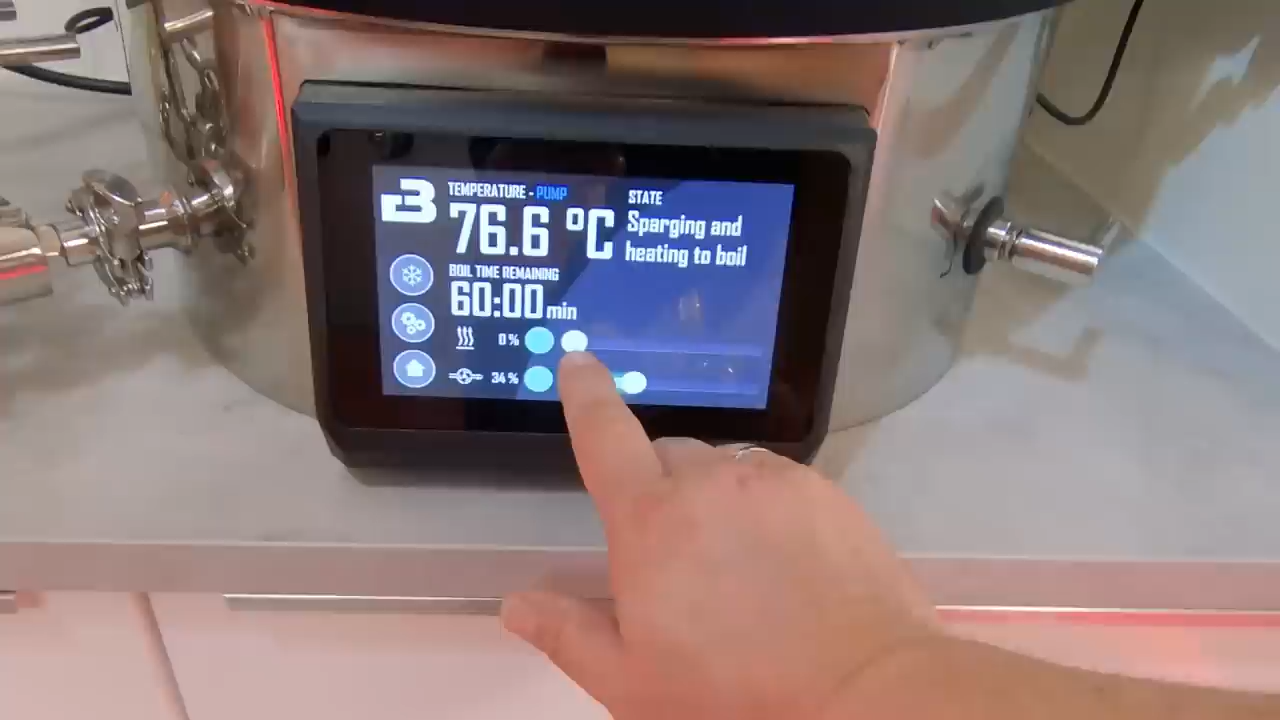 TEMPERATURE - PUMP
76.6 °C
STATE
Sparging and
heating to boil
BOIL TIME REMAINING
60:00 min
0 %
34 %